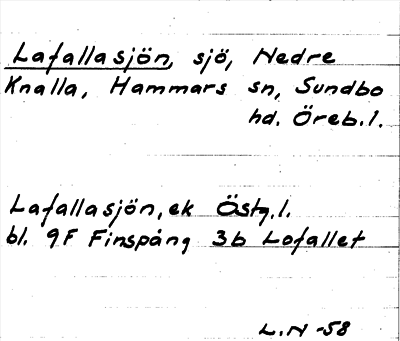 Lafallasjön, sjö, Nedre
Knalla, Hammars sn, Sundbo
hd. Öreb.l.
Lafallasjön, ek Östg.l.
bl. 9F Finspång 3b Lofallet
L.N -58